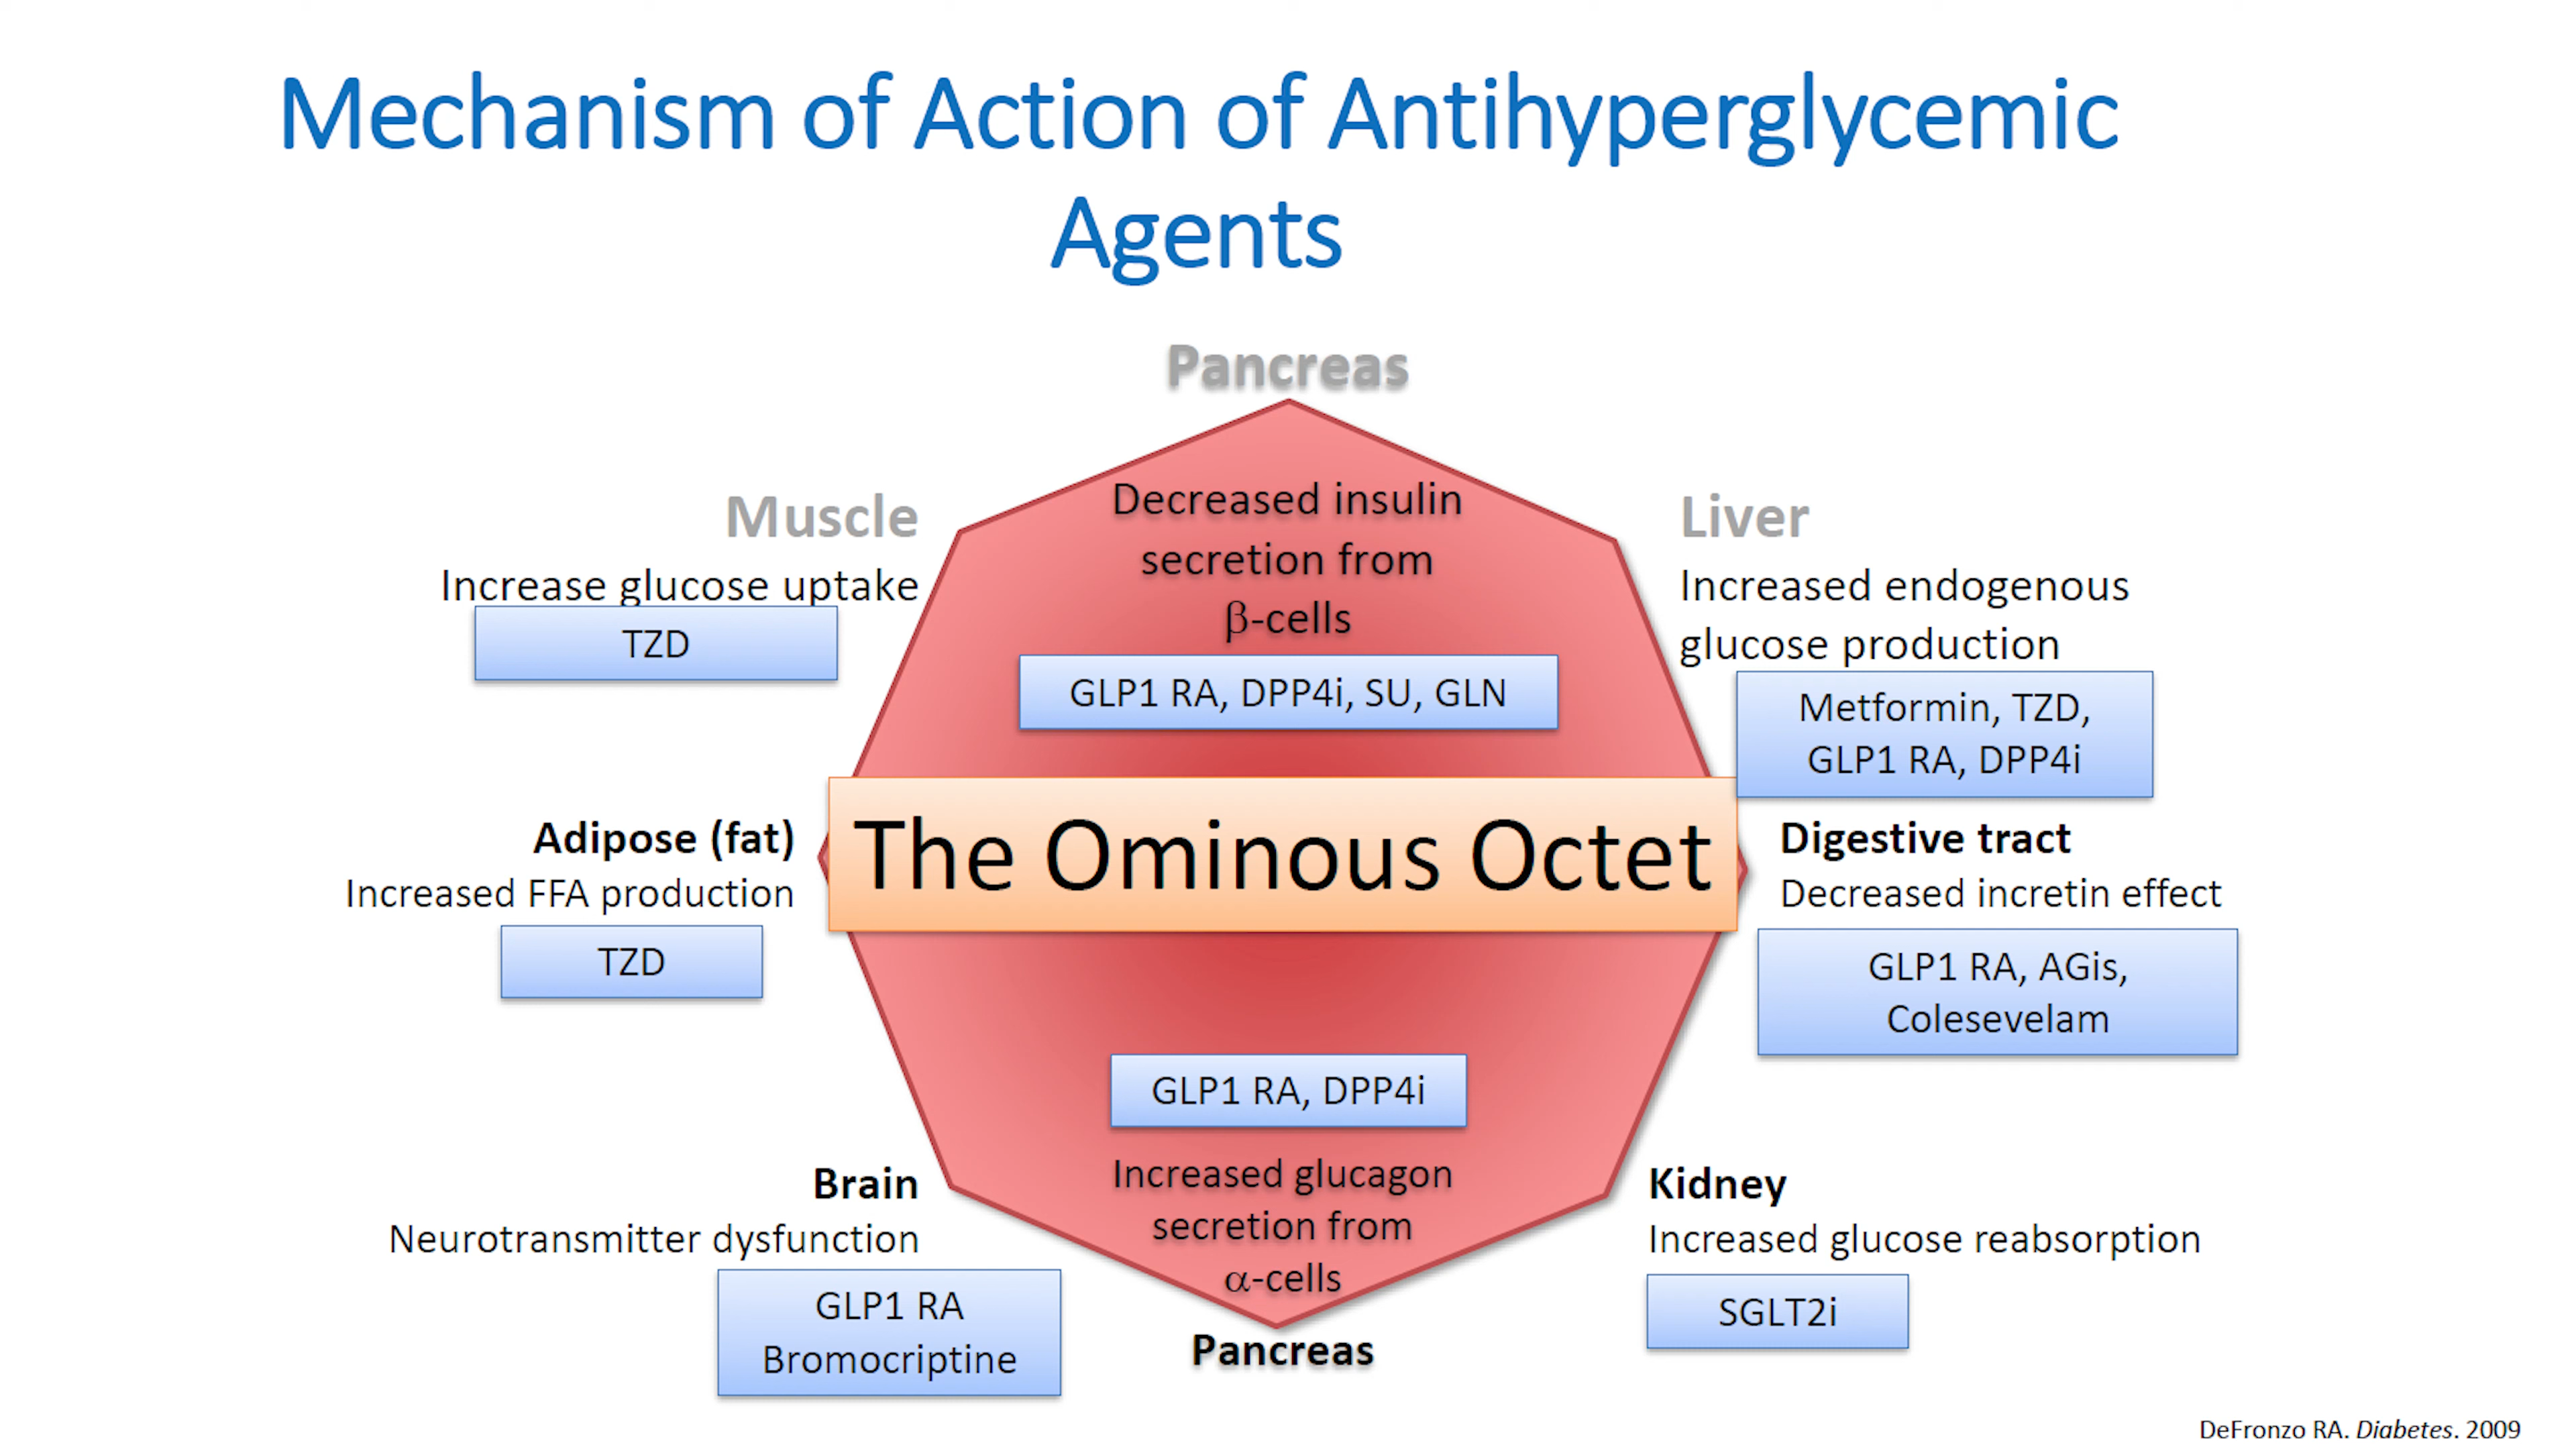 Mechanism of Action of Antihyperglycemic
Agents
Pancreas
Decreased insulin
secretion from
β-cells
GLP1 RA, DPP4i, SU, GLN
Muscle
Increase glucose uptake
TZD
Liver
Increased endogenous
glucose production
Metformin, TZD,
GLP1 RA, DPP4i
The Ominous Octet
Adipose (fat)
Increased FFA production
TZD
Digestive tract
Decreased incretin effect
GLP1 RA, AGis,
Colesevelam
Brain
Neurotransmitter dysfunction
GLP1 RA
Bromocriptine
GLP1 RA, DPP4i
Increased glucagon
secretion from
α-cells
Pancreas
Kidney
Increased glucose reabsorption
SGLT2i
DeFronzo RA. Diabetes. 2009